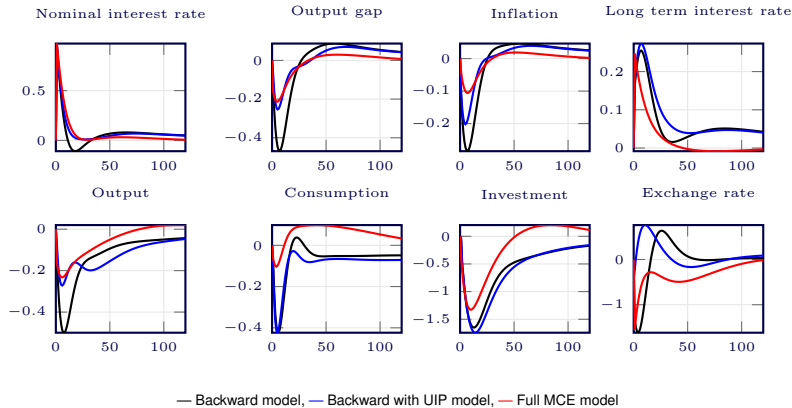 Nominal interest rate
Output gap
Inflation
Long term interest rate
0.5
0
0 50 100
0
−0.2
−0.4
0 50 100
0
−0.1
−0.2
0 50 100
0.2
0.1
0
0 50 100
Output
Consumption
Investment
Exchange rate
0
−0.2
−0.4
0 50 100
0
−0.2
−0.4
0 50 100
0
−0.5
−1
−1.5
0 50 100
0
−1
0 50 100
— Backward model, — Backward with UIP model, — Full MCE model